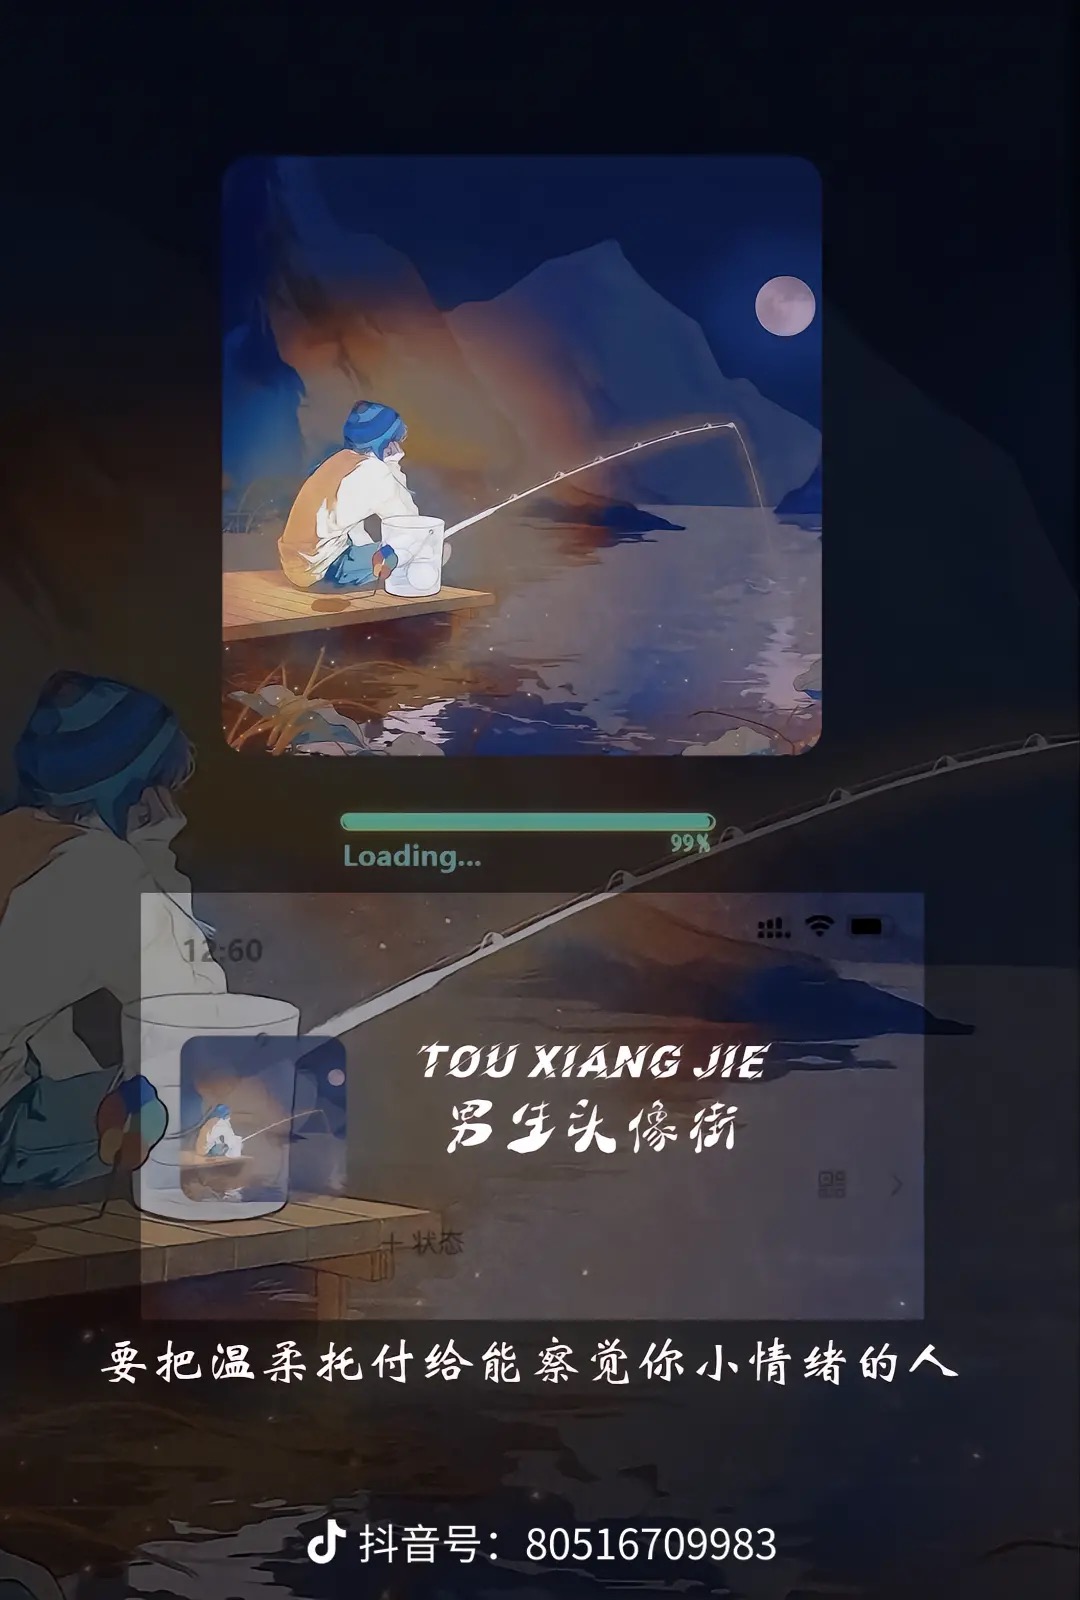 99%
Loading...
12:60
TOU XIANG JIE
男生头像街
+ 状态
要把温柔托付给能察觉你小情绪的人
抖音号：80516709983